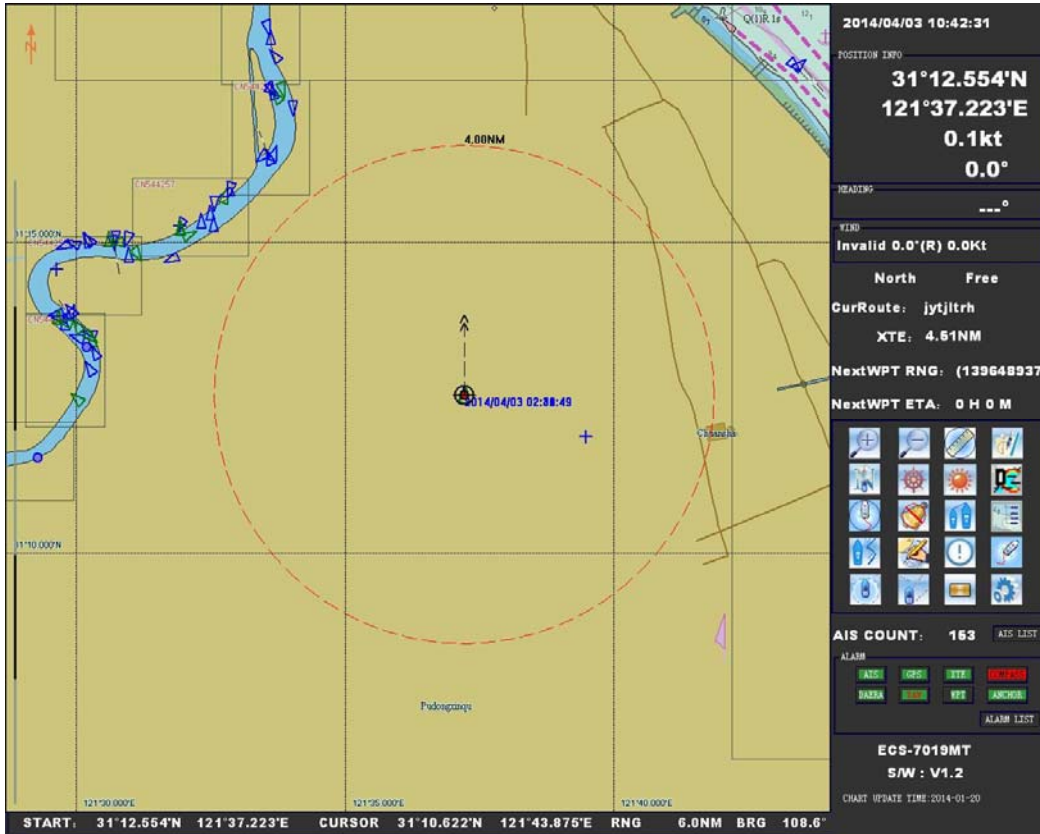 2014/04/03 10:42:31
POSITION INFO
31°12.554'N
121°37.223'E
0.1kt
0.0°
HEADING
---°
WIND
Invalid 0.0°(R) 0.0Kt
North Free
CurRoute: jytjltrh
XTE: 4.51NM
NextWPT RNG: (139648937
NextWPT ETA: 0 H 0 M
AIS COUNT: 153 AIS LIST
ALARM
AIS GPS XTE COMPASS
WPT ANCHOR
ALARM LIST
ECS-7019MT
S/W : V1.2
CHART UPDATE TIME:2014-01-20
Q(1)R 1s
4.00NM
CN544257
31°15.000'N
2014/04/03
Chuansha
31°10.000'N
Pudongxinqu
121°30.000'E 121°35.000'E 121°40.000'E
START: 31°12.554'N 121°37.223'E CURSOR 31°10.622'N 121°43.875'E RNG 6.0NM BRG 108.6°